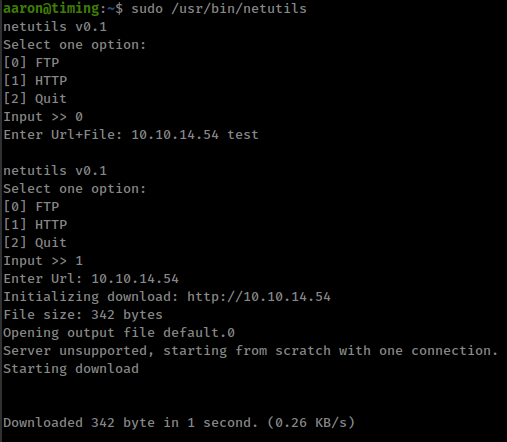 aaron@timing:~$ sudo /usr/bin/netutils
netutils v0.1
Select one option:
[0] FTP
[1] HTTP
[2] Quit
Input >> 0
Enter Url+File: 10.10.14.54 test
netutils v0.1
Select one option:
[0] FTP
[1] HTTP
[2] Quit
Input >> 1
Enter Url: 10.10.14.54
Initializing download: http://10.10.14.54
File size: 342 bytes
Opening output file default.0
Server unsupported, starting from scratch with one connection.
Starting download
Downloaded 342 byte in 1 second. (0.26 KB/s)